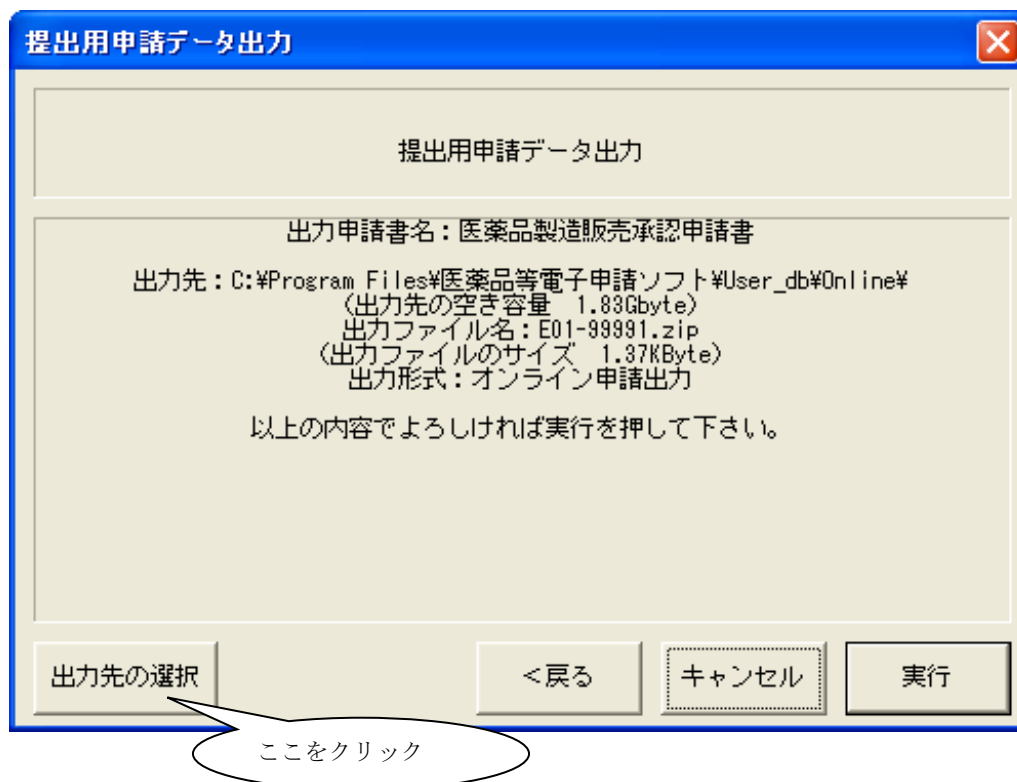 提出用申請データ出力
提出用申請データ出力
出力申請書名：医薬品製造販売承認申請書
出力先：C:¥Program Files¥医薬品等電子申請ソフト¥User_db¥Online¥
（出力先の空き容量　1.83Gbyte）
出力ファイル名：E01-99991.zip
（出力ファイルのサイズ　1.37KByte）
出力形式：オンライン申請出力
以上の内容でよろしければ実行を押して下さい。
出力先の選択
<戻る
キャンセル
実行
ここをクリック